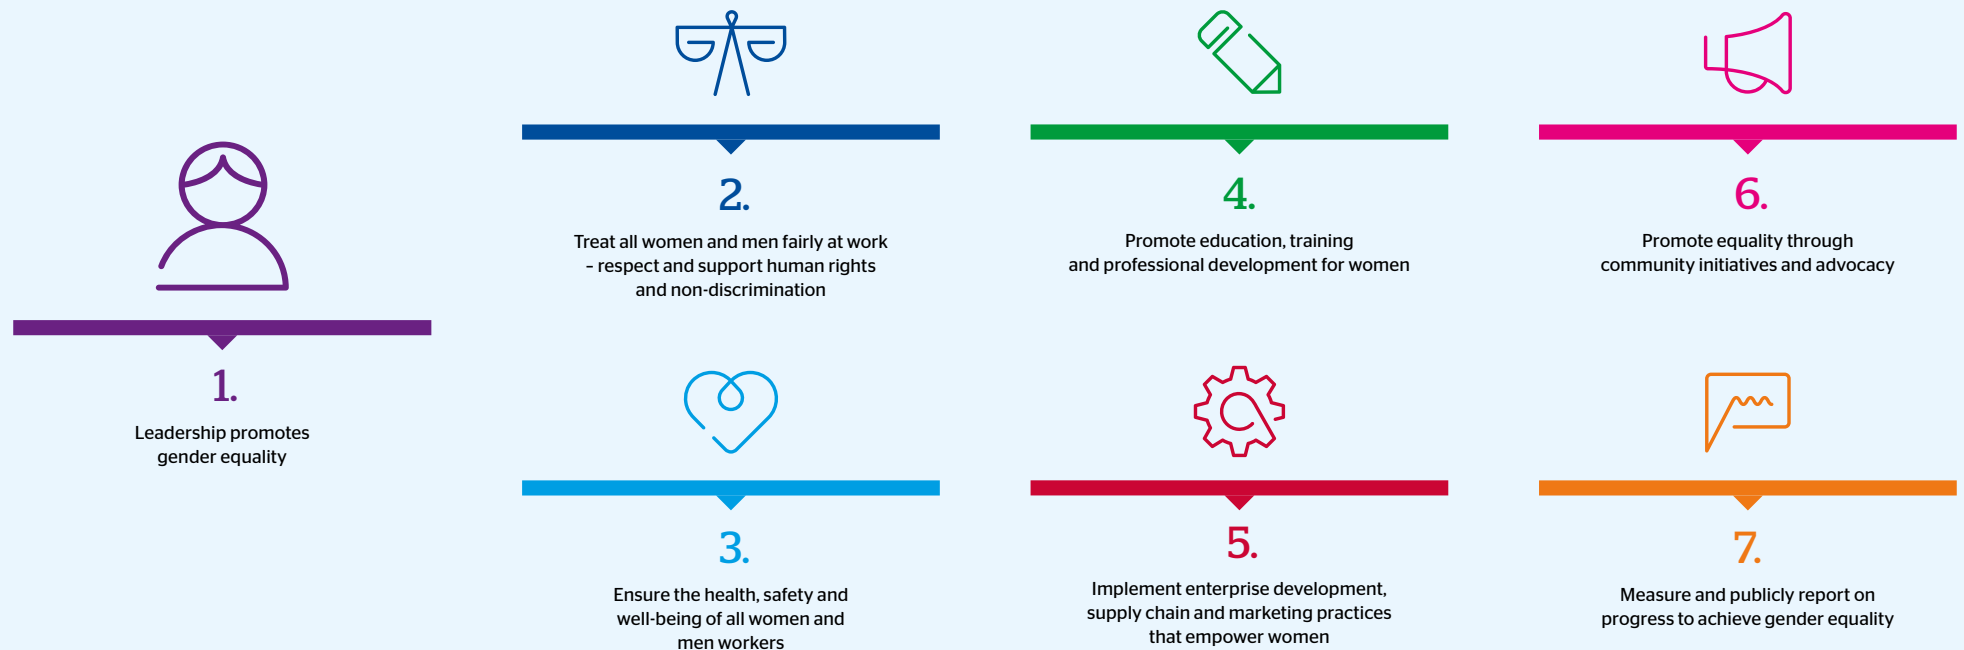 1.
Leadership promotes
gender equality
2.
Treat all women and men fairly at work
– respect and support human rights
and non-discrimination
3.
Ensure the health, safety and
well-being of all women and
men workers
4.
Promote education, training
and professional development for women
5.
Implement enterprise development,
supply chain and marketing practices
that empower women
6.
Promote equality through
community initiatives and advocacy
7.
Measure and publicly report on
progress to achieve gender equality